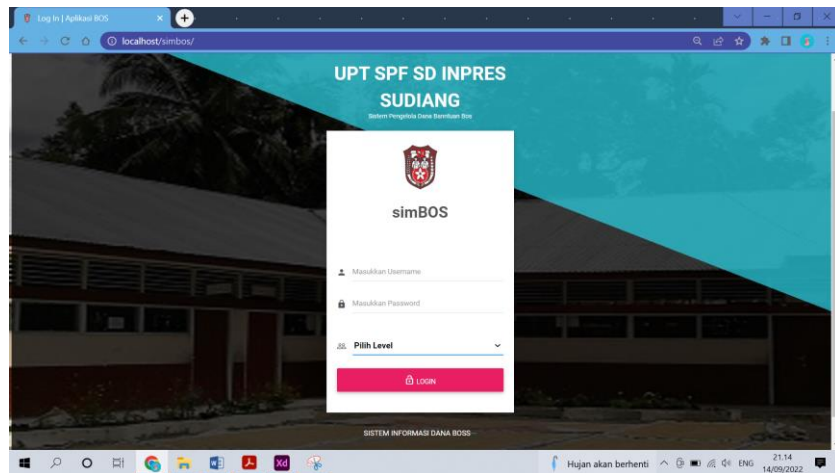 Log In | Aplikasi BOS
localhost/simbos/
UPT SPF SD INPRES
SUDIANG
Sistem Pengelola Dana Banntuan Bos
simBOS
Masukkan Username
Masukkan Password
Pilih Level
LOGIN
SISTEM INFORMASI DANA BOSS
Hujan akan berhenti
ENG
21.14
14/09/2022